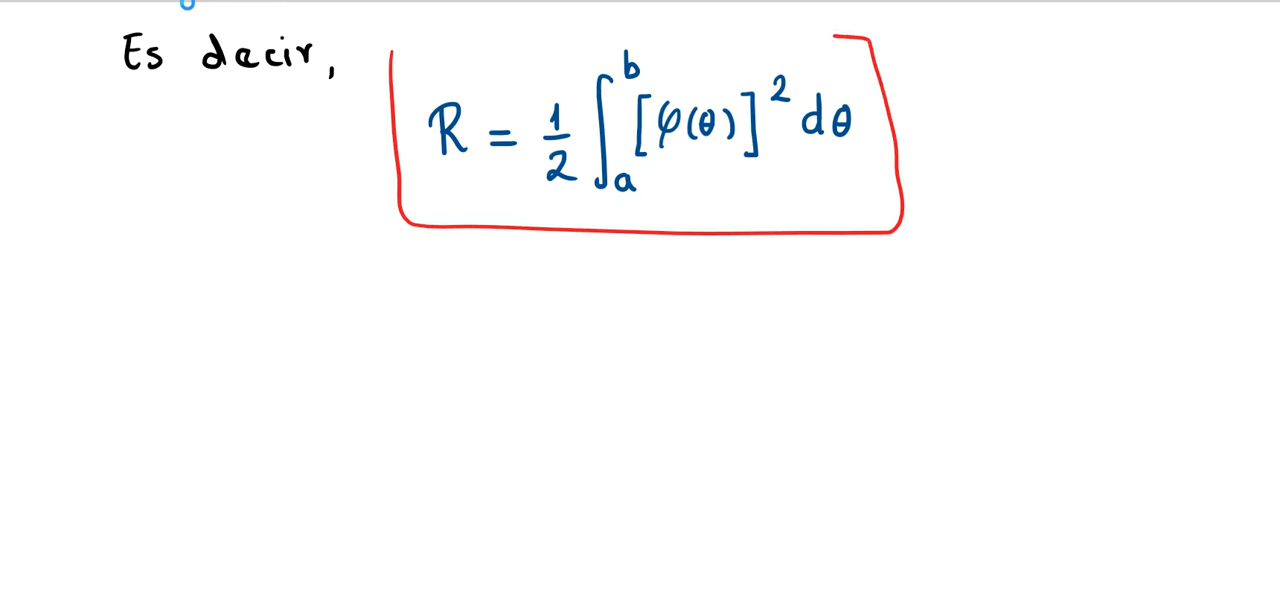 Es decir,
R = 1/2 ∫_a^b [φ(θ)]² dθ